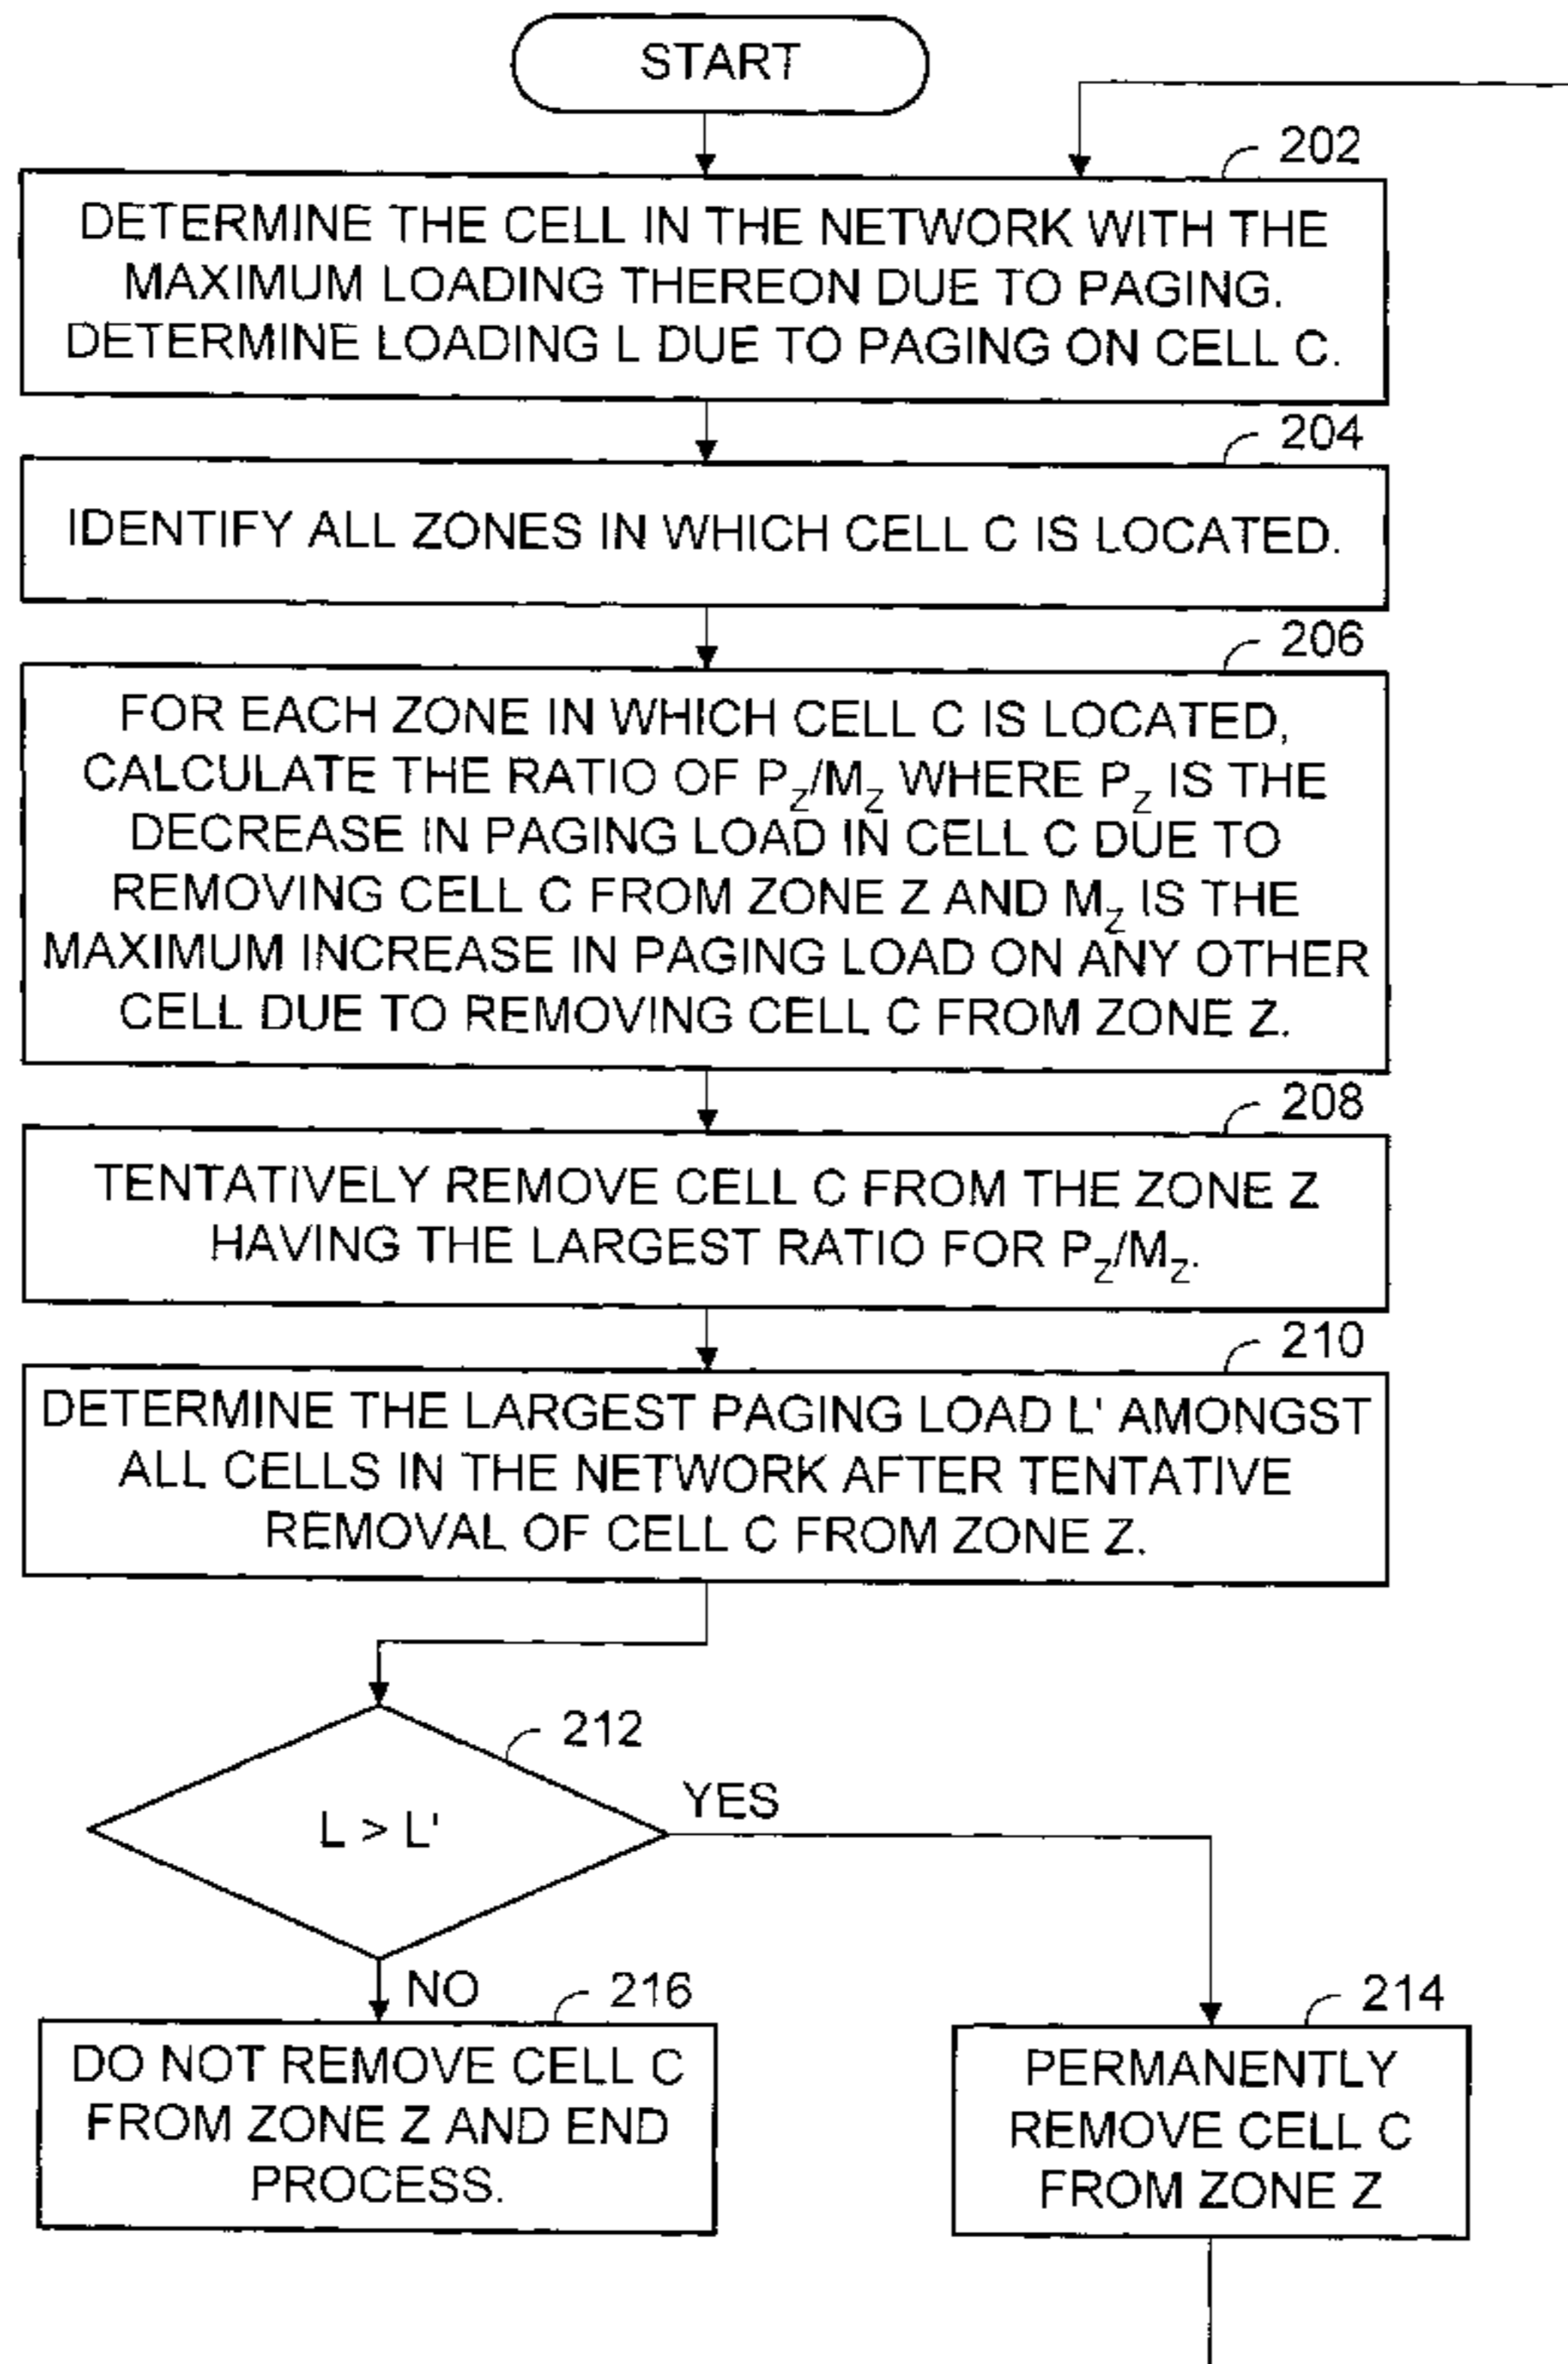 START
202
DETERMINE THE CELL IN THE NETWORK WITH THE
MAXIMUM LOADING THEREON DUE TO PAGING.
DETERMINE LOADING L DUE TO PAGING ON CELL C.
204
IDENTIFY ALL ZONES IN WHICH CELL C IS LOCATED.
206
FOR EACH ZONE IN WHICH CELL C IS LOCATED,
CALCULATE THE RATIO OF PZ/MZ WHERE PZ IS THE
DECREASE IN PAGING LOAD IN CELL C DUE TO
REMOVING CELL C FROM ZONE Z AND MZ IS THE
MAXIMUM INCREASE IN PAGING LOAD ON ANY OTHER
CELL DUE TO REMOVING CELL C FROM ZONE Z.
208
TENTATIVELY REMOVE CELL C FROM THE ZONE Z
HAVING THE LARGEST RATIO FOR PZ/MZ.
210
DETERMINE THE LARGEST PAGING LOAD L' AMONGST
ALL CELLS IN THE NETWORK AFTER TENTATIVE
REMOVAL OF CELL C FROM ZONE Z.
212
L > L'
YES
NO
216
DO NOT REMOVE CELL C
FROM ZONE Z AND END
PROCESS.
214
PERMANENTLY
REMOVE CELL C
FROM ZONE Z